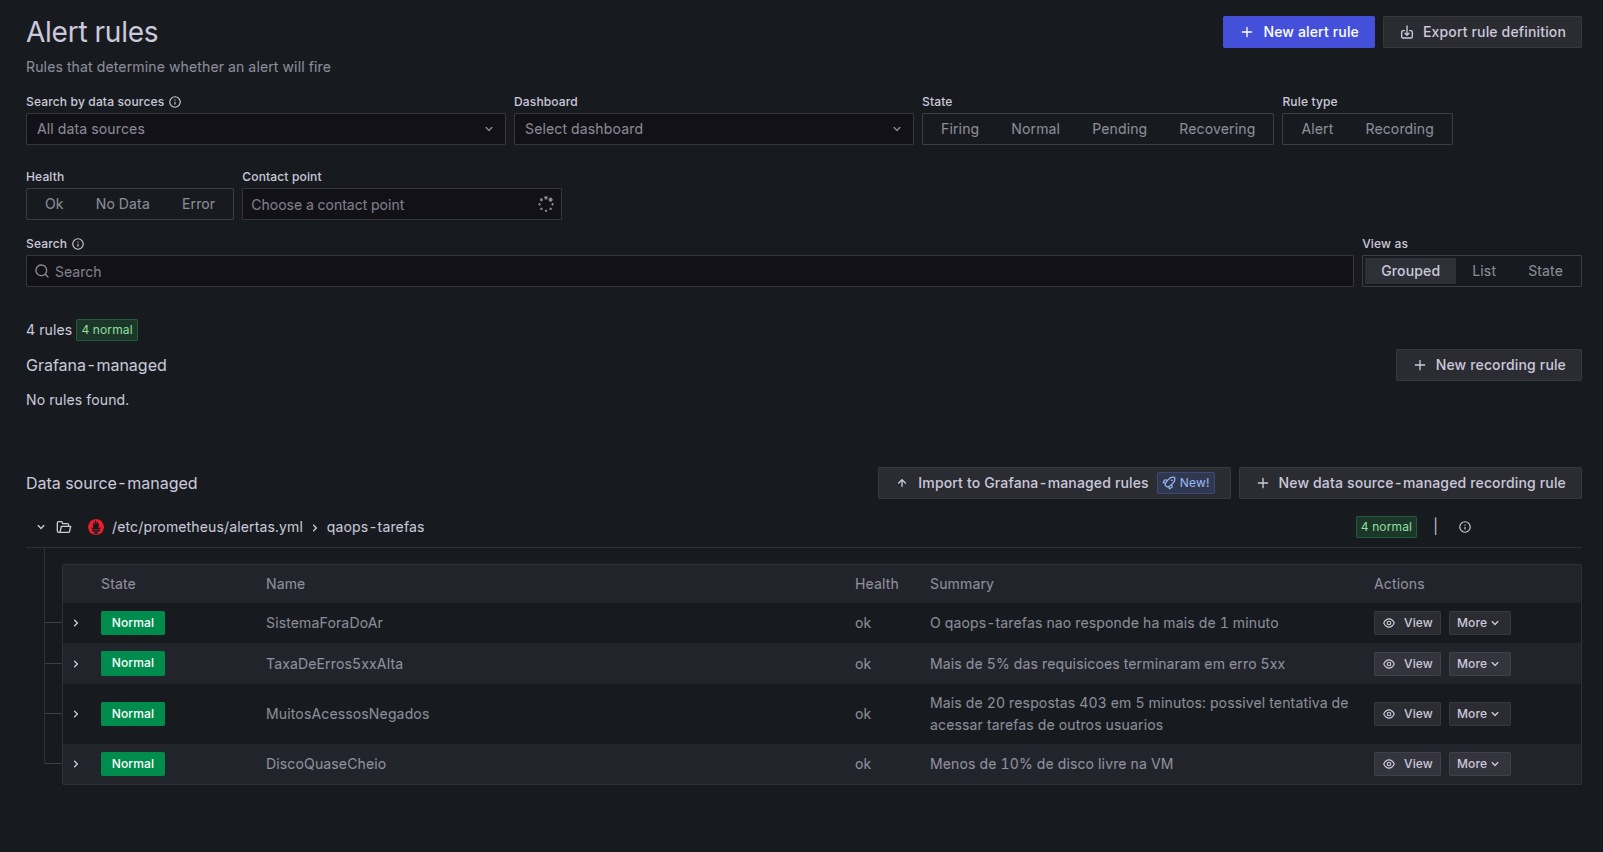 Alert rules
New alert rule
Export rule definition
Rules that determine whether an alert will fire
Search by data sources
Dashboard
State
Rule type
All data sources
Select dashboard
Firing Normal Pending Recovering
Alert Recording
Health
Contact point
Ok No Data Error
Choose a contact point
Search
View as
Search
Grouped List State
4 rules 4 normal
Grafana-managed
New recording rule
No rules found.
Data source-managed
Import to Grafana-managed rules New!
New data source-managed recording rule
/etc/prometheus/alertas.yml > qaops-tarefas
4 normal
State Name Health Summary Actions
Normal SistemaForaDoAr ok O qaops-tarefas nao responde ha mais de 1 minuto View More
Normal TaxaDeErros5xxAlta ok Mais de 5% das requisicoes terminaram em erro 5xx View More
Normal MuitosAcessosNegados ok Mais de 20 respostas 403 em 5 minutos: possivel tentativa de
acessar tarefas de outros usuarios
View More
Normal DiscoQuaseCheio ok Menos de 10% de disco livre na VM View More